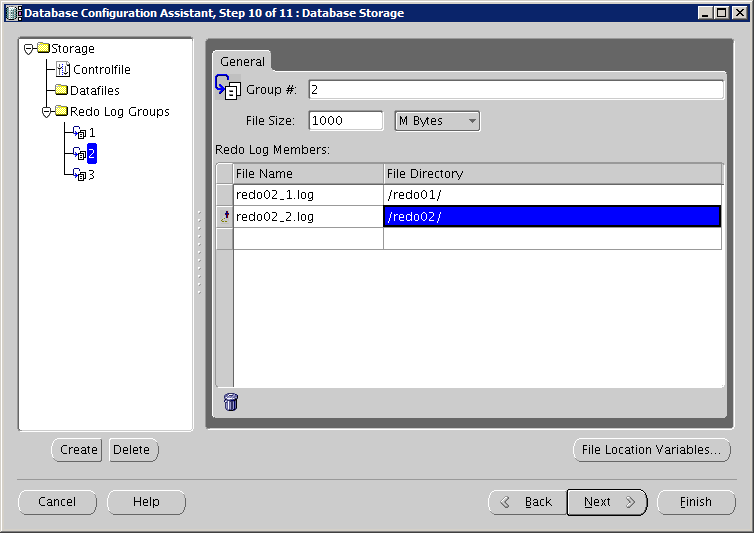 Database Configuration Assistant, Step 10 of 11 : Database Storage
Storage
Controlfile
Datafiles
Redo Log Groups
1
2
3
General
Group #: 2
File Size: 1000 M Bytes
Redo Log Members:
File Name File Directory
redo02_1.log /redo01/
redo02_2.log /redo02/
Create Delete
File Location Variables...
Cancel Help Back Next Finish